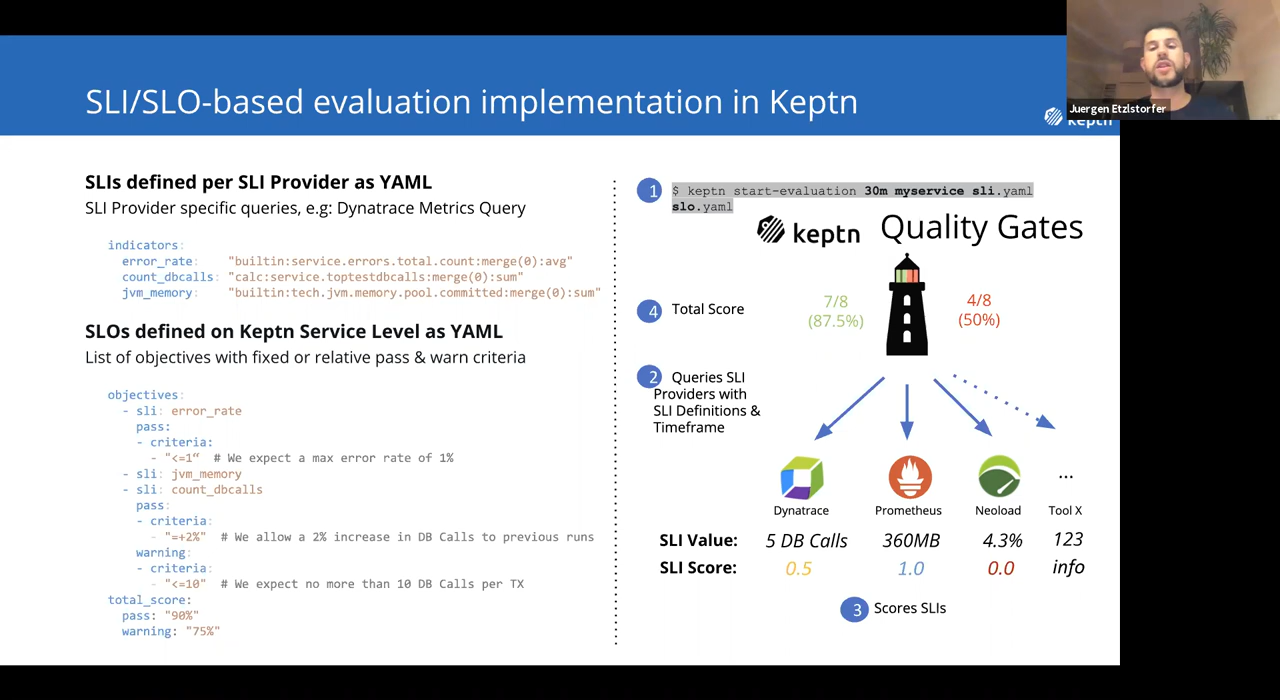 SLI/SLO-based evaluation implementation in Keptn
Juergen Etzlstorfer
keptn
SLIs defined per SLI Provider as YAML
SLI Provider specific queries, e.g: Dynatrace Metrics Query
indicators:
error_rate: "builtin:service.errors.total.count:merge(0):avg"
count_dbcalls: "calc:service.toptestdbcalls:merge(0):sum"
jvm_memory: "builtin:tech.jvm.memory.pool.committed:merge(0):sum"
SLOs defined on Keptn Service Level as YAML
List of objectives with fixed or relative pass & warn criteria
objectives:
- sli: error_rate
pass:
- criteria:
- "<=1“ # We expect a max error rate of 1%
- sli: jvm_memory
- sli: count_dbcalls
pass:
- criteria:
- "=+2%" # We allow a 2% increase in DB Calls to previous runs
warning:
- criteria:
- "<=10" # We expect no more than 10 DB Calls per TX
total_score:
pass: "90%"
warning: "75%"
1
$ keptn start-evaluation 30m myservice sli.yaml
slo.yaml
keptn Quality Gates
4 Total Score
7/8
(87.5%)
4/8
(50%)
2 Queries SLI
Providers with
SLI Definitions &
Timeframe
...
Dynatrace Prometheus Neoload Tool X
SLI Value: 5 DB Calls 360MB 4.3% 123
SLI Score: 0.5 1.0 0.0 info
3 Scores SLIs